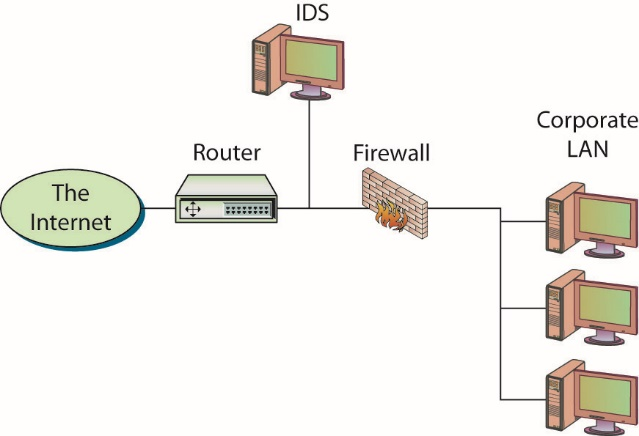 IDS
Router
Firewall
Corporate
LAN
The
Internet